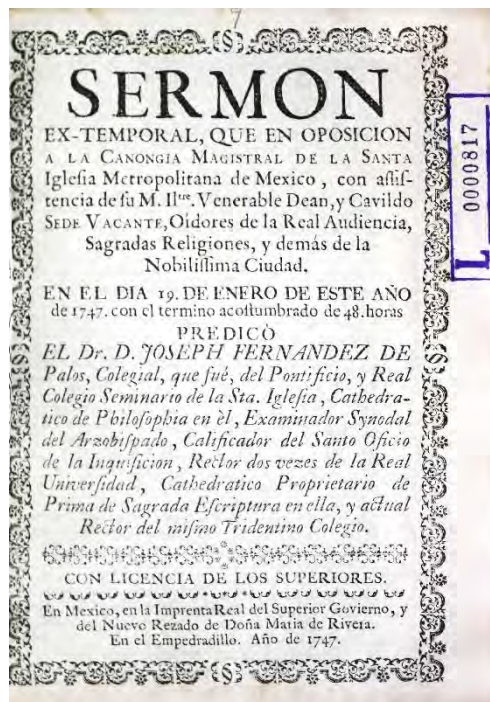 7
SERMON
EX-TEMPORAL, QUE EN OPOSICION
A LA CANONGIA MAGISTRAL DE LA SANTA
Iglesia Metropolitana de Mexico, con assis-
tencia de su M. Ilᵗʳᵉ. Venerable Dean, y Cavildo
SEDE VACANTE, Oidores de la Real Audiencia,
Sagradas Religiones, y demás de la
Nobilissima Ciudad.
EN EL DIA 19. DE ENERO DE ESTE AÑO
de 1747. con el termino acostumbrado de 48. horas
PREDICÒ
EL Dr. D. JOSEPH FERNANDEZ DE
Palos, Colegial, que fué, del Pontificio, y Real
Colegio Seminario de la Sta. Iglesia, Cathedra-
tico de Philosophia en èl, Examinador Synodal
del Arzobispado, Calificador del Santo Oficio
de la Inquisicion, Rector dos vezes de la Real
Universidad, Cathedratico Proprietario de
Prima de Sagrada Escriptura en ella, y actual
Rector del mismo Tridentino Colegio.
CON LICENCIA DE LOS SUPERIORES.
En Mexico, en la Imprenta Real del Superior Govierno, y
del Nuevo Rezado de Doña Maria de Rivera.
En el Empedradillo. Año de 1747.
L 0000817